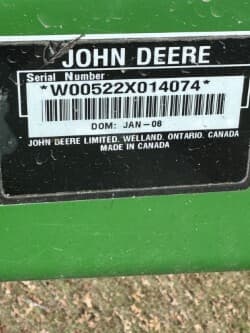 JOHN DEERE
Serial Number
*W00522X014074*
DOM: JAN-08
JOHN DEERE LIMITED. WELLAND. ONTARIO. CANADA
MADE IN CANADA